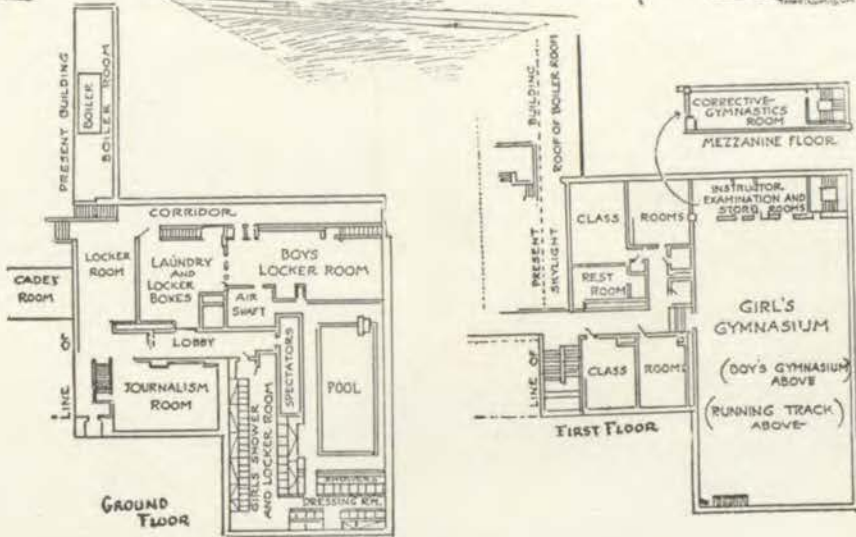 PRESENT BUILDING
BOILER
BOILER ROOM
CORRIDOR
LOCKER
ROOM
LAUNDRY
AND
LOCKER
BOXES
BOYS
LOCKER ROOM
CADET
ROOM
AIR
SHAFT
LOBBY
LINE OF
JOURNALISM
ROOM
SPECTATORS
POOL
GIRLS SHOWER
AND LOCKER ROOM
SHOWERS
DRESSING RM.
GROUND
FLOOR
BUILDING
ROOF OF BOILER ROOM
PRESENT
SKYLIGHT
CORRECTIVE-
GYMNASTICS
ROOM
MEZZANINE FLOOR
CLASS
ROOMS
INSTRUCTOR
EXAMINATION AND
STORG. ROOMS
REST
ROOM
GIRL'S
GYMNASIUM
(BOY'S GYMNASIUM
ABOVE)
(RUNNING TRACK
ABOVE-)
LINE OF
CLASS
ROOMS
FIRST FLOOR